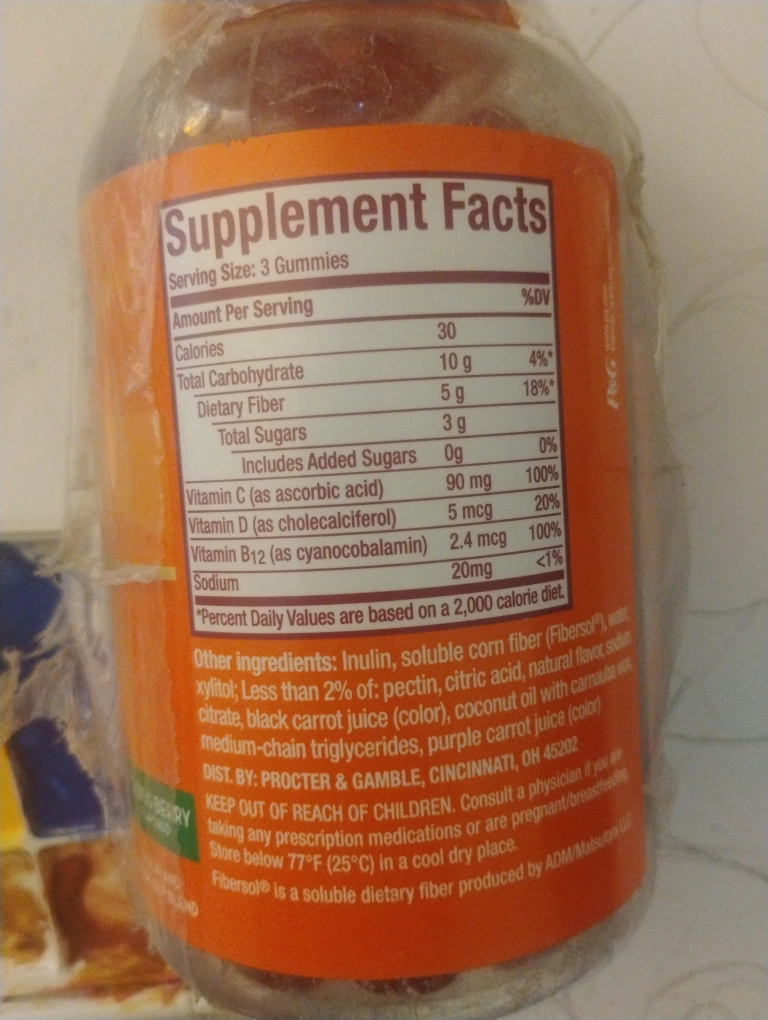 Supplement Facts
Serving Size: 3 Gummies
Amount Per Serving %DV
Calories 30
Total Carbohydrate 10 g 4%*
Dietary Fiber 5 g 18%*
Total Sugars 3 g
Includes Added Sugars 0g 0%
Vitamin C (as ascorbic acid) 90 mg 100%
Vitamin D (as cholecalciferol) 5 mcg 20%
Vitamin B12 (as cyanocobalamin) 2.4 mcg 100%
Sodium 20mg <1%
*Percent Daily Values are based on a 2,000 calorie diet.
Other ingredients: Inulin, soluble corn fiber (Fibersol®), water,
xylitol; Less than 2% of: pectin, citric acid, natural flavor, sodium
citrate, black carrot juice (color), coconut oil with carnauba wax,
medium-chain triglycerides, purple carrot juice (color)
DIST. BY: PROCTER & GAMBLE, CINCINNATI, OH 45202
KEEP OUT OF REACH OF CHILDREN. Consult a physician if you are
taking any prescription medications or are pregnant/breastfeeding.
Store below 77°F (25°C) in a cool dry place.
Fibersol® is a soluble dietary fiber produced by ADM/Matsutani LLC.
P&G
BERRY